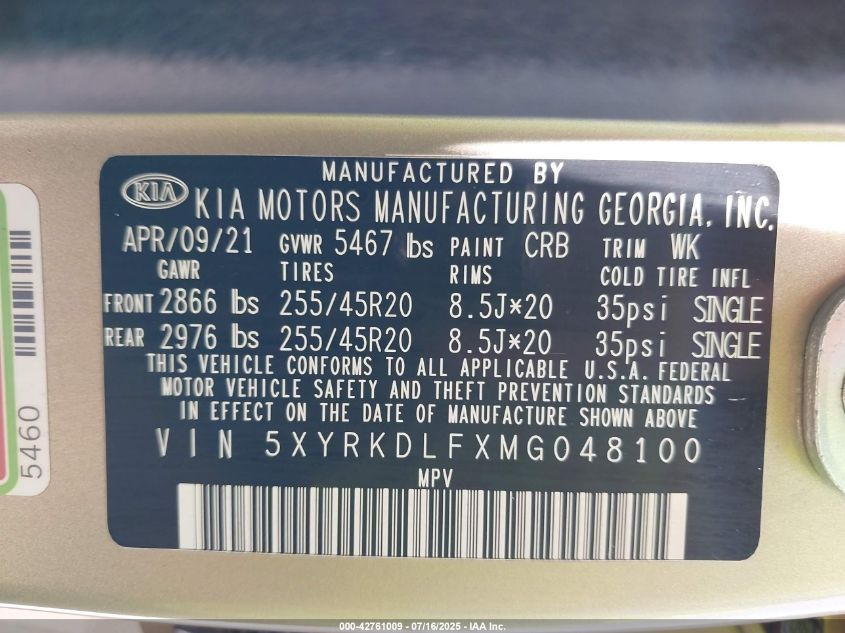 MANUFACTURED BY
KIA KIA MOTORS MANUFACTURING GEORGIA, INC.
APR/09/21 GVWR 5467 lbs PAINT CRB TRIM WK
GAWR TIRES RIMS COLD TIRE INFL
FRONT 2866 lbs 255/45R20 8.5J*20 35psi SINGLE
REAR 2976 lbs 255/45R20 8.5J*20 35psi SINGLE
THIS VEHICLE CONFORMS TO ALL APPLICABLE U.S.A. FEDERAL
MOTOR VEHICLE SAFETY AND THEFT PREVENTION STANDARDS
IN EFFECT ON THE DATE OF MANUFACTURE SHOWN ABOVE
VIN 5XYRKDLFXMG048100
MPV
5460
000-42761009 - 07/16/2025 - IAA Inc.